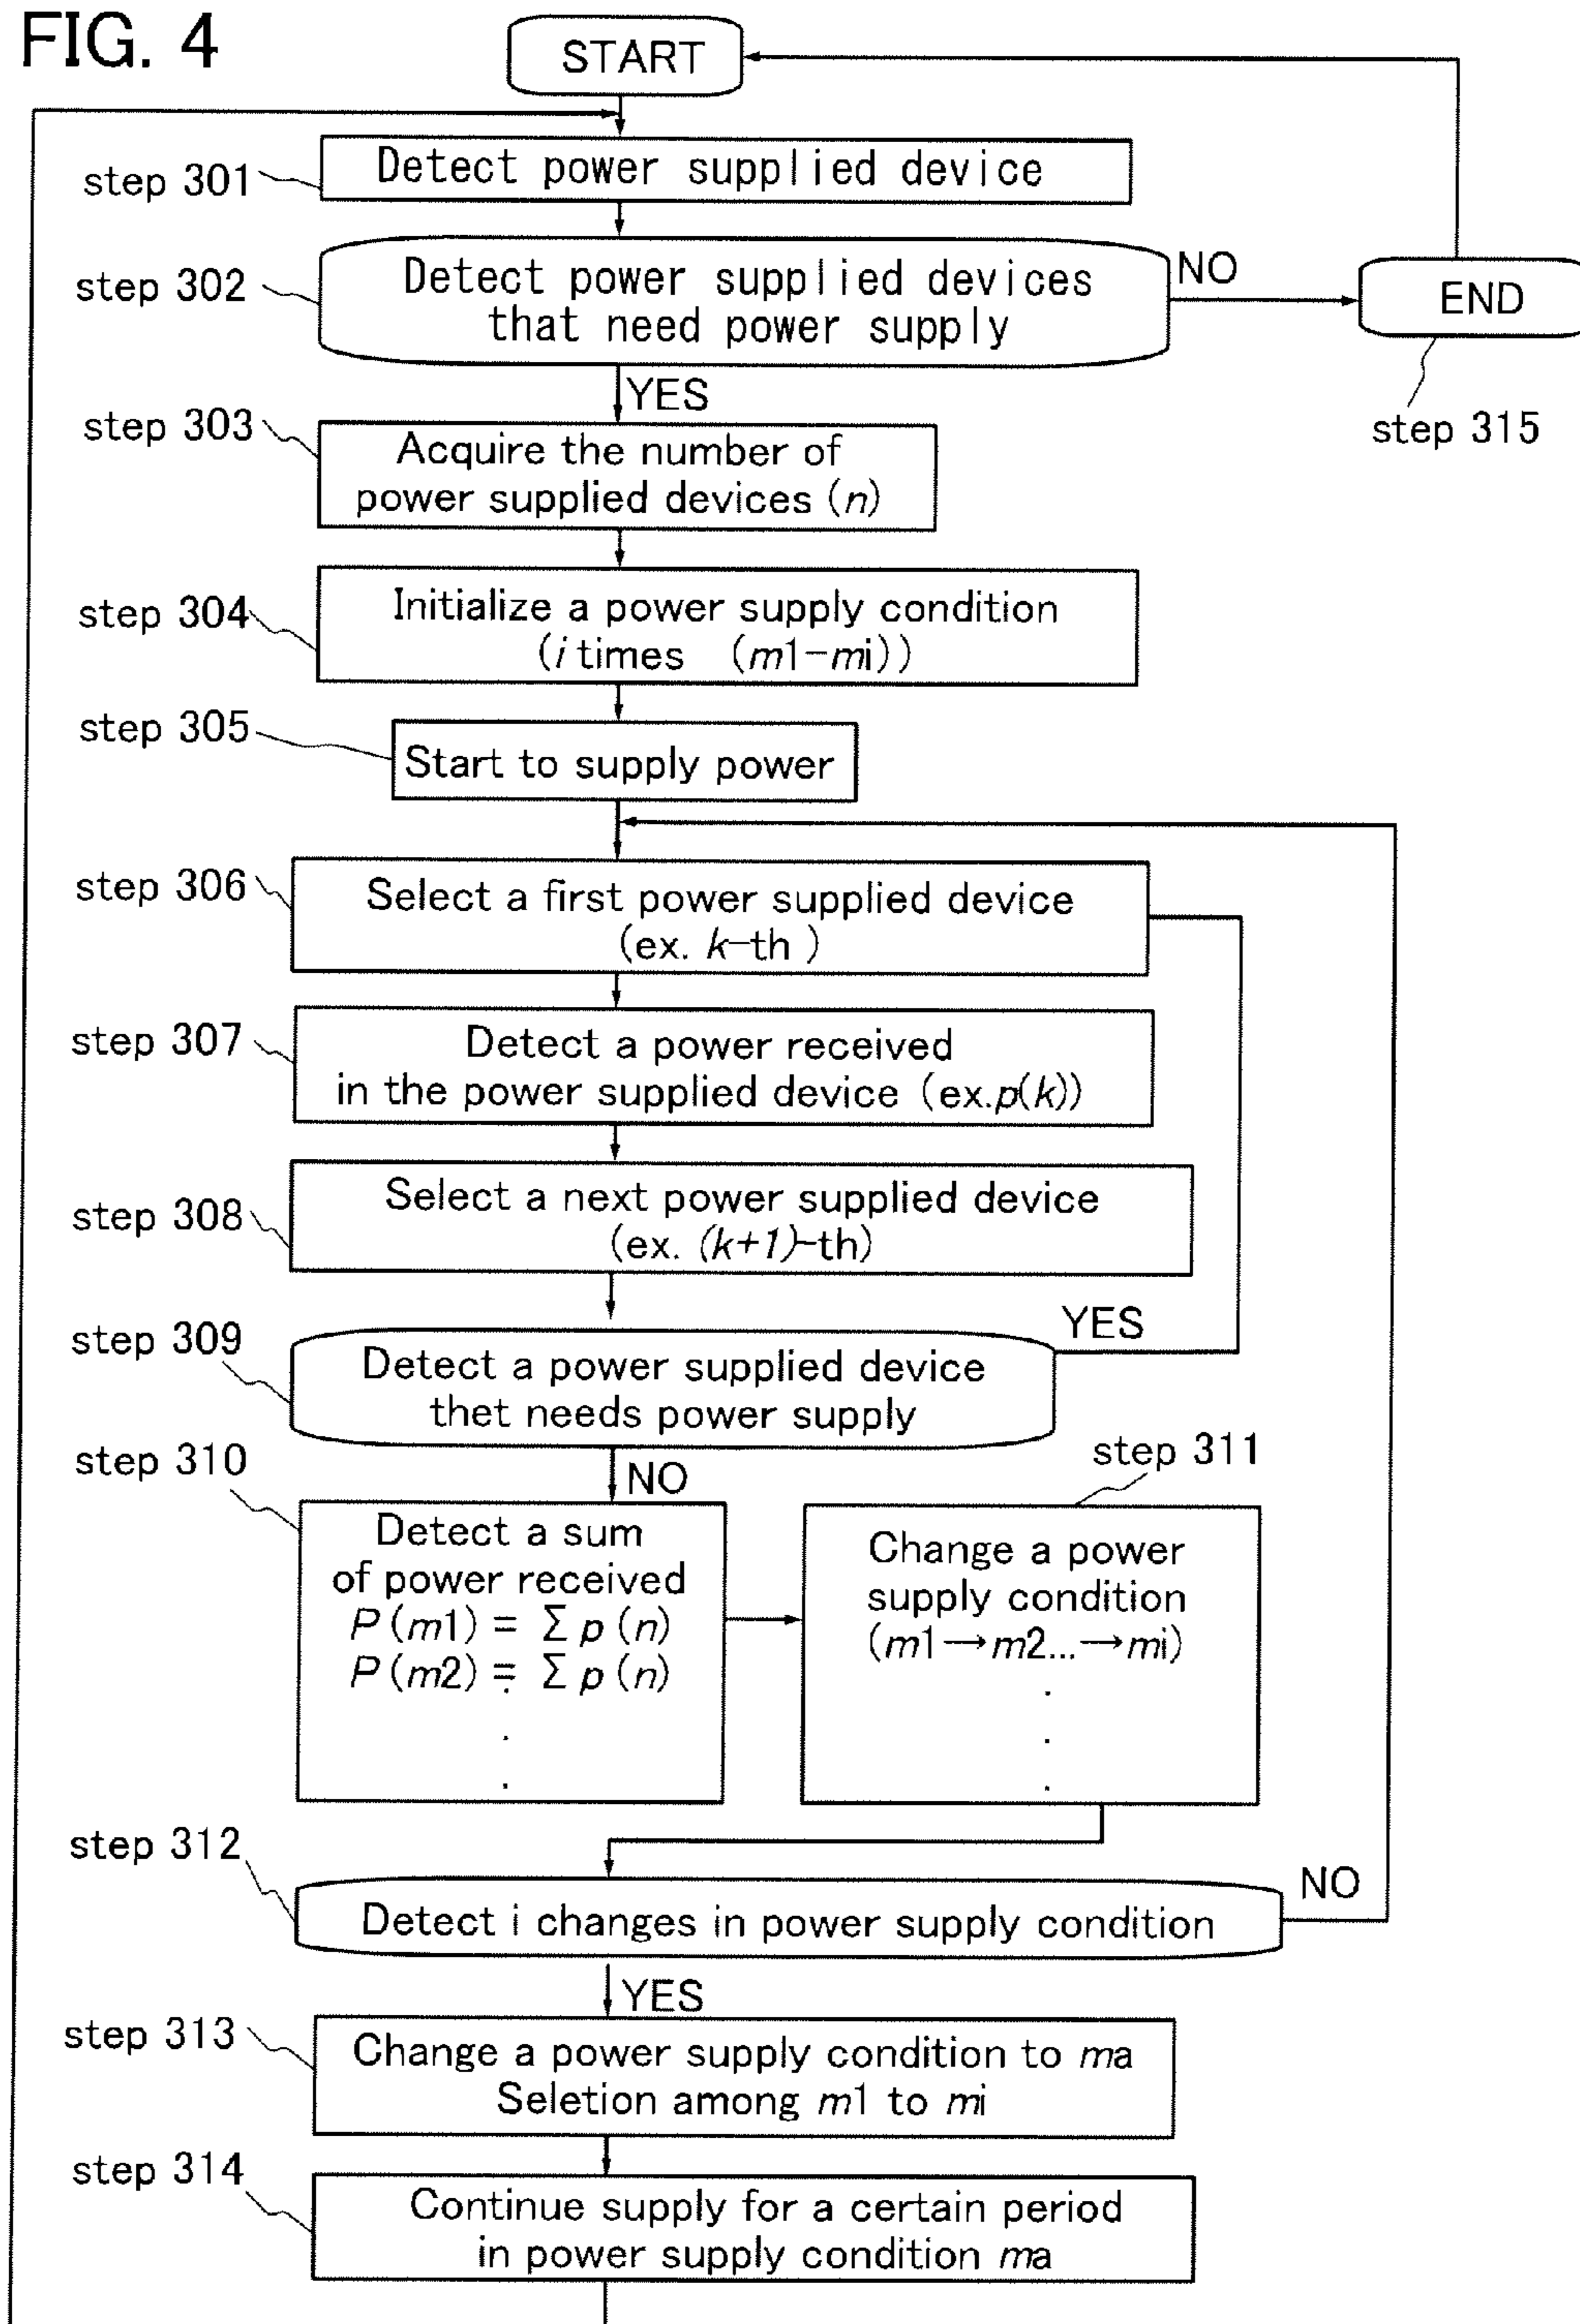 FIG. 4
START
step 301
Detect power supplied device
step 302
Detect power supplied devices
that need power supply
NO
END
step 315
YES
step 303
Acquire the number of
power supplied devices (n)
step 304
Initialize a power supply condition
(i times (m1-mi))
step 305
Start to supply power
step 306
Select a first power supplied device
(ex. k-th )
step 307
Detect a power received
in the power supplied device (ex.p(k))
step 308
Select a next power supplied device
(ex. (k+1)-th)
step 309
Detect a power supplied device
thet needs power supply
YES
step 310
NO
Detect a sum
of power received
P(m1) = Σ p (n)
P(m2) = Σ p (n)
.
.
.
step 311
Change a power
supply condition
(m1→m2...→mi)
.
.
.
step 312
Detect i changes in power supply condition
NO
YES
step 313
Change a power supply condition to ma
Seletion among m1 to mi
step 314
Continue supply for a certain period
in power supply condition ma